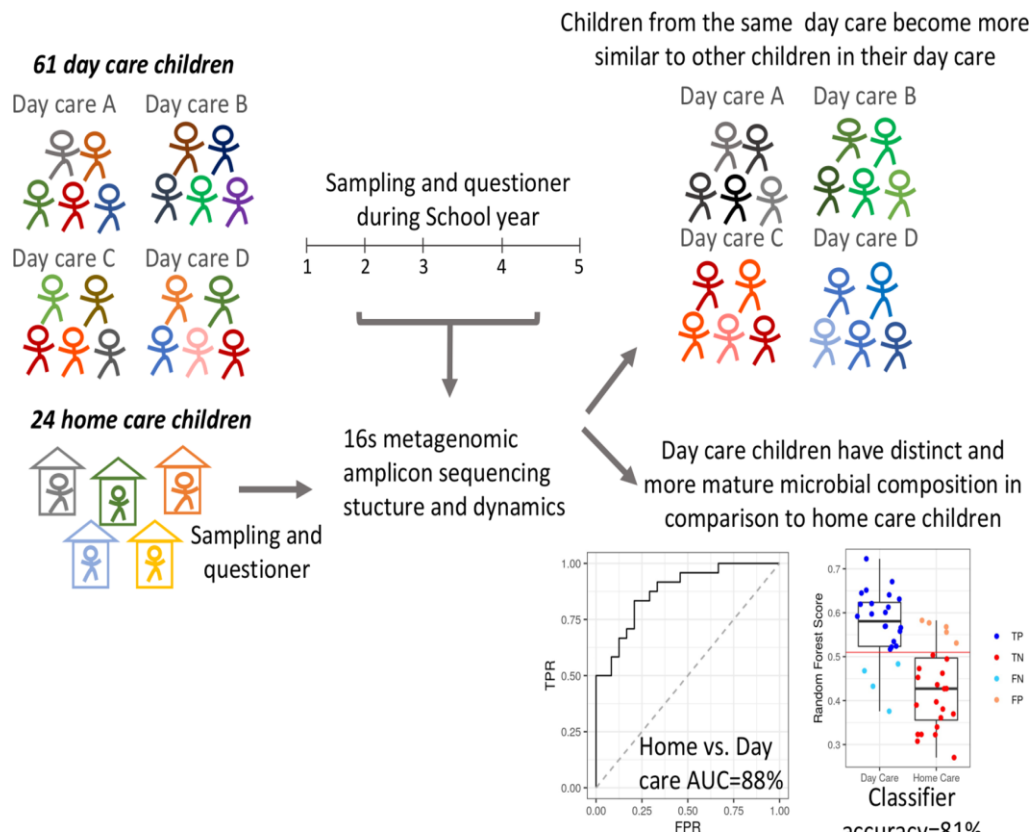 61 day care children
Day care A
Day care B
Day care C
Day care D
24 home care children
Sampling and
questioner
Sampling and questioner
during School year
1 2 3 4 5
16s metagenomic
amplicon sequencing
stucture and dynamics
Children from the same day care become more
similar to other children in their day care
Day care A
Day care B
Day care C
Day care D
Day care children have distinct and
more mature microbial composition in
comparison to home care children
TPR
1.00
0.75
0.50
0.25
0.00
Home vs. Day
care AUC=88%
0.00 0.25 0.50 0.75 1.00
FPR
Random Forest Score
0.7
0.6
0.5
0.4
0.3
Day Care Home Care
TP
TN
FN
FP
Classifier
accuracy=81%